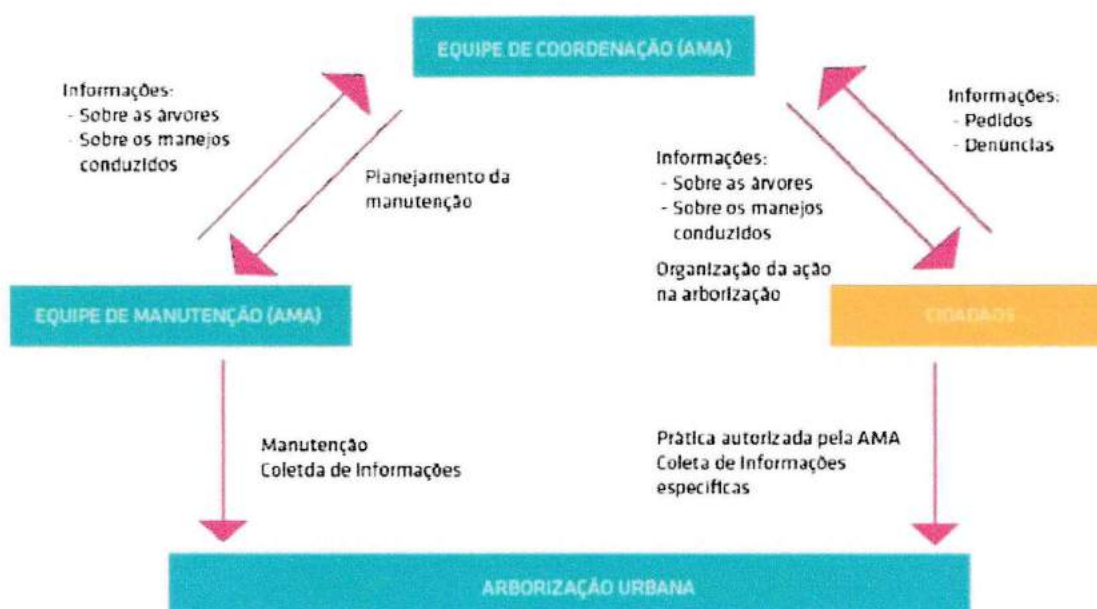 EQUIPE DE COORDENAÇÃO (AMA)
Informações:
- Sobre as árvores
- Sobre os manejos
conduzidos
Planejamento da
manutenção
Informações:
- Sobre as árvores
- Sobre os manejos
conduzidos
Organização da ação
na arborização
Informações:
- Pedidos
- Denúncias
EQUIPE DE MANUTENÇÃO (AMA)
CIDADÃOS
Manutenção
Coletda de Informações
Prática autorizada pela AMA
Coleta de Informações
específicas
ARBORIZAÇÃO URBANA